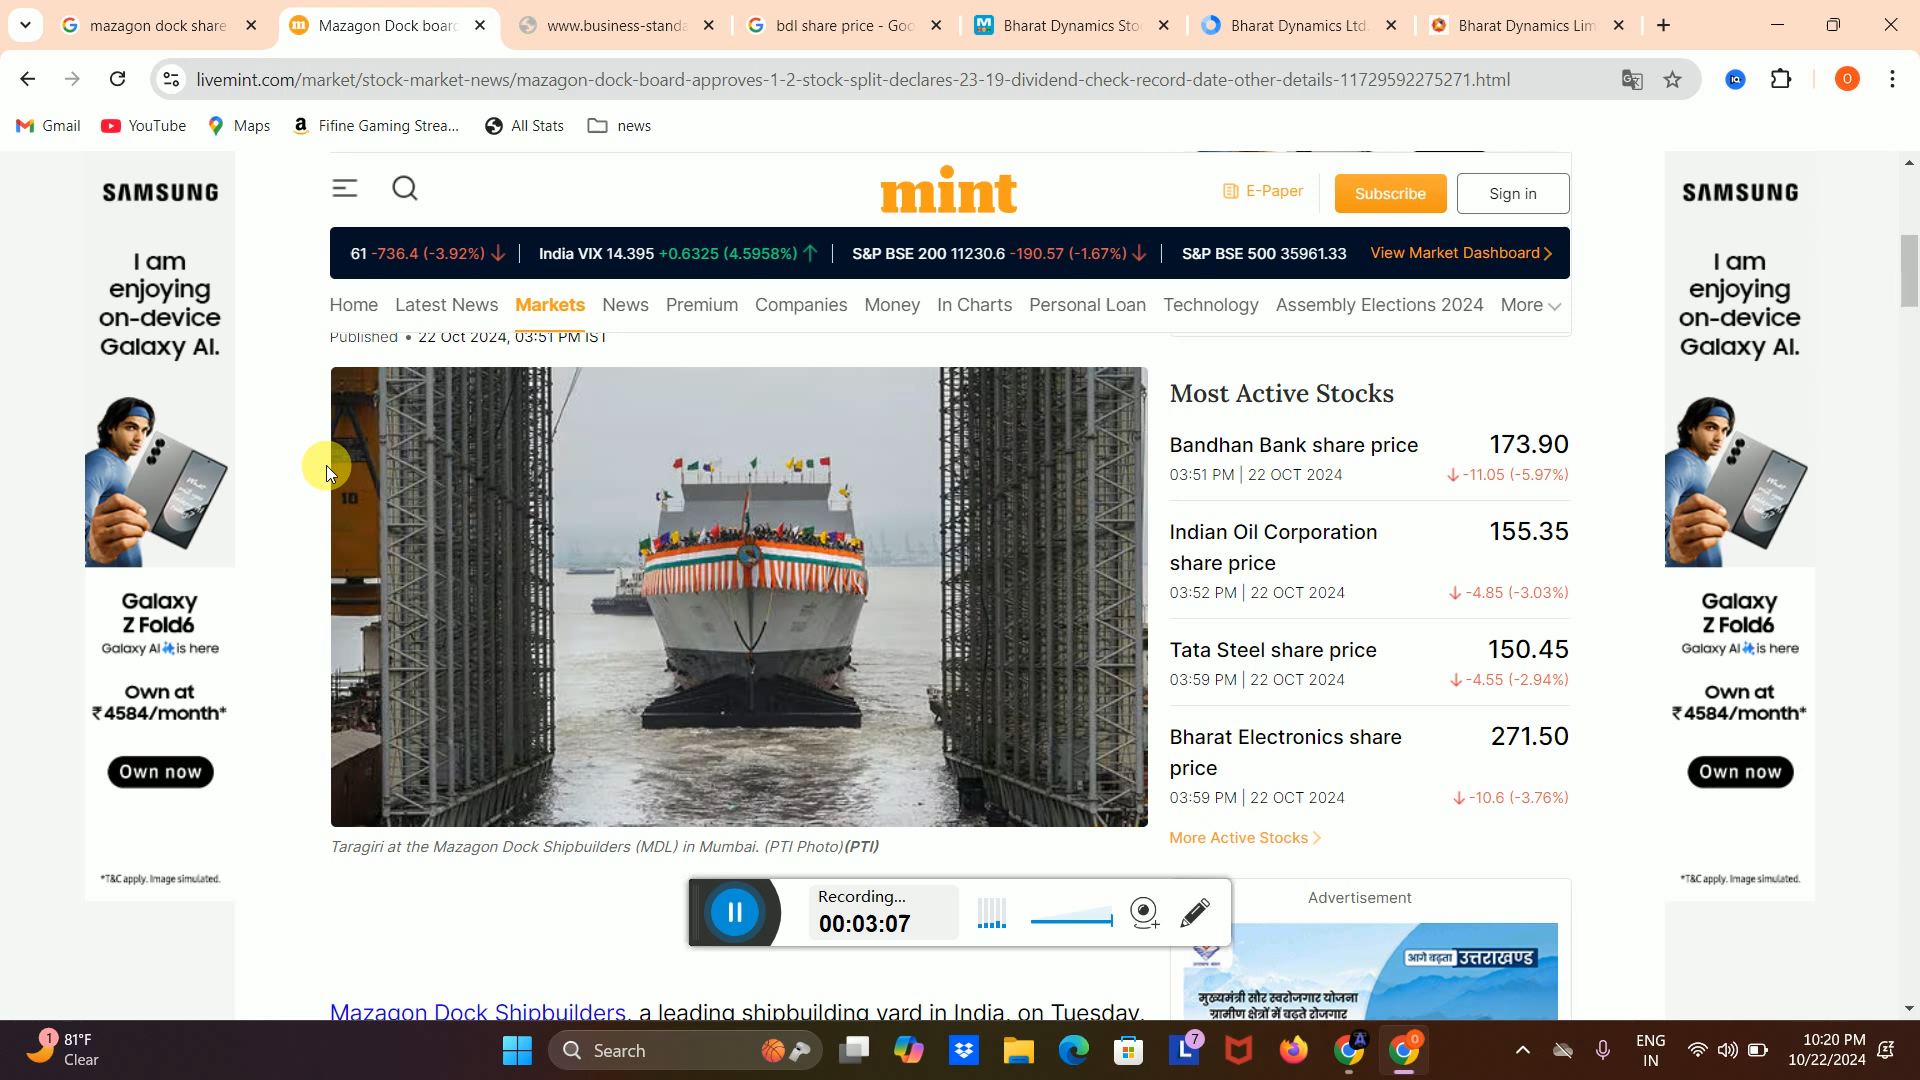 mazagon dock share
Mazagon Dock board
www.business-standa
bdl share price - Goo
Bharat Dynamics Sto
Bharat Dynamics Ltd.
Bharat Dynamics Lim
livemint.com/market/stock-market-news/mazagon-dock-board-approves-1-2-stock-split-declares-23-19-dividend-check-record-date-other-details-11729592275271.html
O
Gmail
YouTube
Maps
Fifine Gaming Strea...
All Stats
news
SAMSUNG
I am
enjoying
on-device
Galaxy AI.
Galaxy
Z Fold6
Galaxy AI is here
Own at
₹4584/month*
Own now
*T&C apply. Image simulated.
mint
E-Paper
Subscribe
Sign in
61 -736.4 (-3.92%)
India VIX 14.395 +0.6325 (4.5958%)
S&P BSE 200 11230.6 -190.57 (-1.67%)
S&P BSE 500 35961.33
View Market Dashboard
Home Latest News Markets News Premium Companies Money In Charts Personal Loan Technology Assembly Elections 2024 More
Published • 22 Oct 2024, 03:51 PM IST
10
Taragiri at the Mazagon Dock Shipbuilders (MDL) in Mumbai. (PTI Photo)(PTI)
Mazagon Dock Shipbuilders, a leading shipbuilding yard in India, on Tuesday,
Most Active Stocks
Bandhan Bank share price 173.90
03:51 PM | 22 OCT 2024 -11.05 (-5.97%)
Indian Oil Corporation 155.35
share price
03:52 PM | 22 OCT 2024 -4.85 (-3.03%)
Tata Steel share price 150.45
03:59 PM | 22 OCT 2024 -4.55 (-2.94%)
Bharat Electronics share 271.50
price
03:59 PM | 22 OCT 2024 -10.6 (-3.76%)
More Active Stocks
Advertisement
आगे बढ़ता उत्तराखण्ड
मुख्यमंत्री सौर स्वरोजगार योजना
ग्रामीण क्षेत्रों में बढ़ते रोजगार
SAMSUNG
I am
enjoying
on-device
Galaxy AI.
Galaxy
Z Fold6
Galaxy AI is here
Own at
₹4584/month*
Own now
*T&C apply. Image simulated.
Recording...
00:03:07
1
81°F
Clear
Search
7
ENG
IN
10:20 PM
10/22/2024